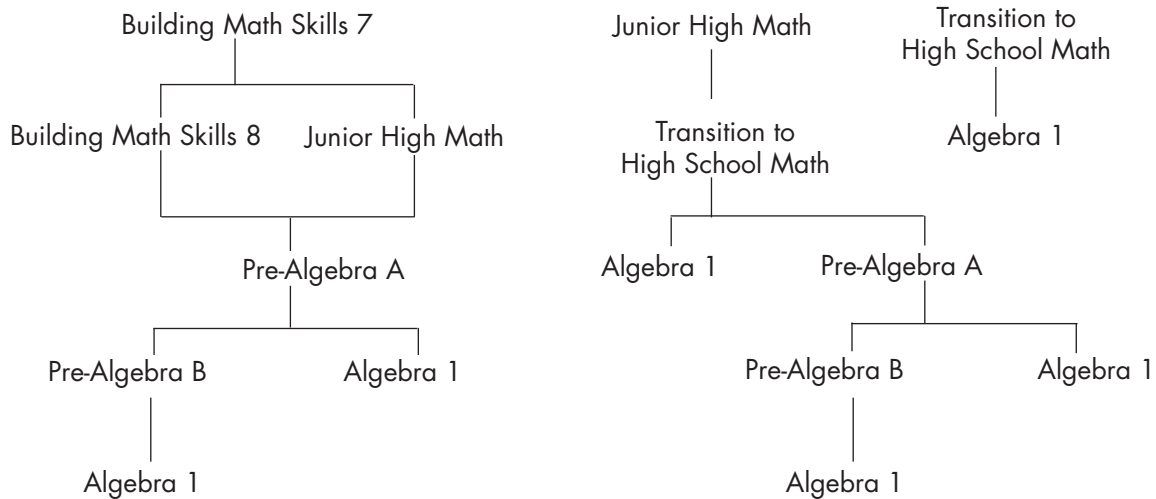 Building Math Skills 7
Building Math Skills 8
Junior High Math
Pre-Algebra A
Pre-Algebra B
Algebra 1
Algebra 1
Junior High Math
Transition to
High School Math
Algebra 1
Pre-Algebra A
Pre-Algebra B
Algebra 1
Algebra 1
Transition to
High School Math
Algebra 1